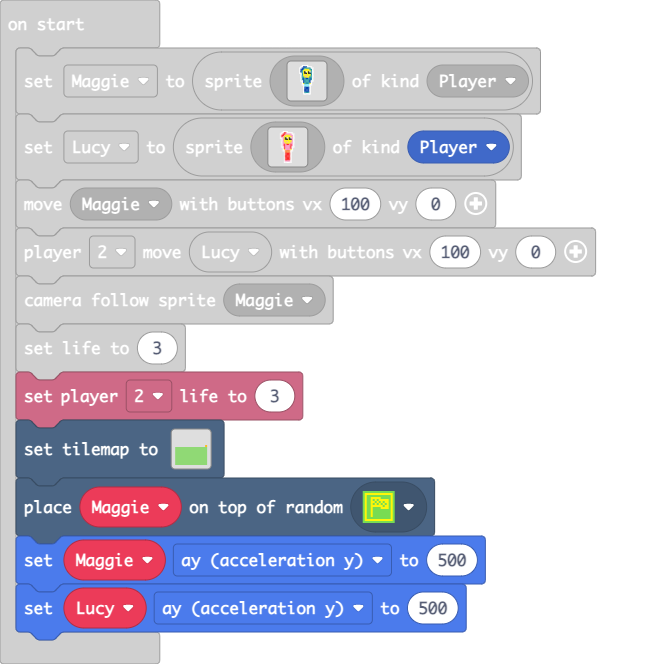 on start
set Maggie to sprite of kind Player
set Lucy to sprite of kind Player
move Maggie with buttons vx 100 vy 0
player 2 move Lucy with buttons vx 100 vy 0
camera follow sprite Maggie
set life to 3
set player 2 life to 3
set tilemap to
place Maggie on top of random
set Maggie ay (acceleration y) to 500
set Lucy ay (acceleration y) to 500